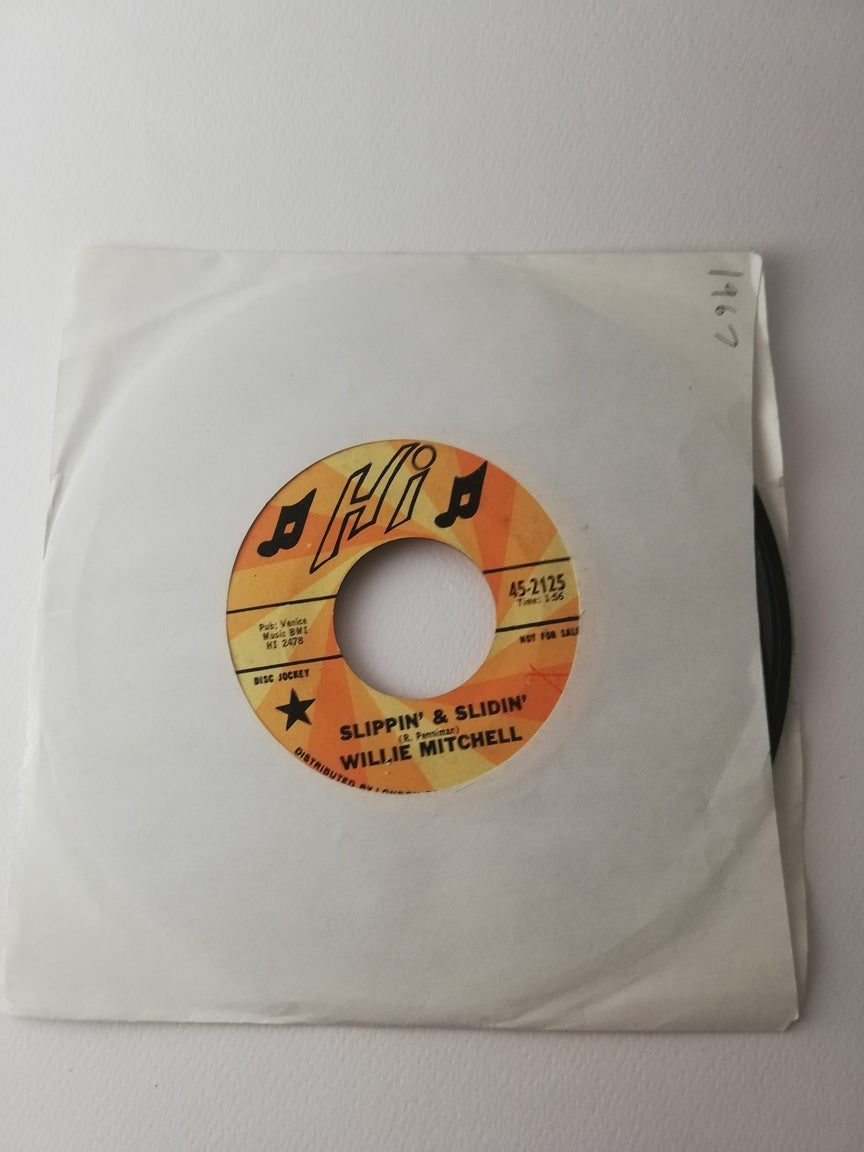 1967
Hi
45-2125
Time: 1:56
Pub: Venice
Music BMI
HI 2478
NOT FOR SALE
DISC JOCKEY
SLIPPIN' & SLIDIN'
(R. Penniman)
WILLIE MITCHELL
DISTRIBUTED BY LONDON